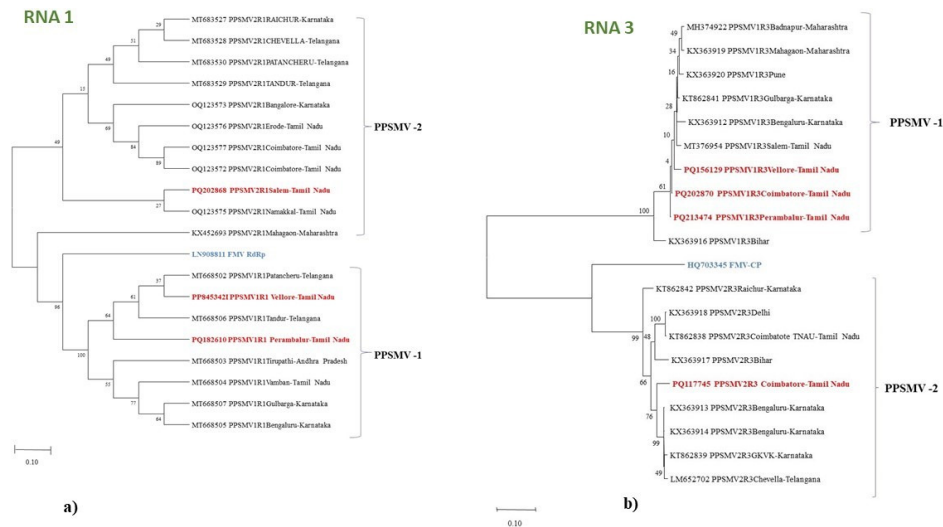 RNA 1
MT683527 PPSMV2R1RAICHUR-Karnataka
29
MT683528 PPSMV2R1CHEVELLA-Telangana
51
MT683530 PPSMV2R1PATANCHERU-Telangana
MT683529 PPSMV2R1TANDUR-Telangana
13
OQ123573 PPSMV2R1Bangalore-Karnataka
OQ123576 PPSMV2R1Erode-Tamil Nadu
69
OQ123577 PPSMV2R1Coimbatore-Tamil Nadu
84
89
OQ123572 PPSMV2R1Coimbatore-Tamil Nadu
PPSMV -2
PQ202868 PPSMV2R1Salem-Tamil Nadu
27
OQ123575 PPSMV2R1Namakkal-Tamil Nadu
KX452693 PPSMV2R1Mahagaon-Maharashtra
LN908811 FMV RdRp
98
MT668502 PPSMV1R1Patancheru-Telangana
57
PP845342I PPSMV1R1 Vellore-Tamil Nadu
61
MT668506 PPSMV1R1Tandur-Telangana
64
PQ182610 PPSMV1R1 Perambalur-Tamil Nadu
100
MT668503 PPSMV1R1Tirupathi-Andhra Pradesh
MT668504 PPSMV1R1Vamban-Tamil Nadu
77
MT668507 PPSMV1R1Gulbarga-Karnataka
64
MT668505 PPSMV1R1Bengaluru-Karnataka
PPSMV -1
0.10
a)
RNA 3
MH374922 PPSMV1R3Badnapur-Maharashtra
49
KX363919 PPSMV1R3Mahagaon-Maharashtra
54
KX363920 PPSMV1R3Pune
16
KT862841 PPSMV1R3Gulbarga-Karnataka
28
KX363912 PPSMV1R3Bengaluru-Karnataka
10
MT376954 PPSMV1R3Salem-Tamil Nadu
4
PQ156129 PPSMV1R3Vellore-Tamil Nadu
61
PQ202870 PPSMV1R3Coimbatore-Tamil Nadu
100
PQ213474 PPSMV1R3Perambalur-Tamil Nadu
KX363916 PPSMV1R3Bihar
PPSMV -1
HQ703345 FMV-CP
KT862842 PPSMV2R3Raichur-Karnataka
KX363918 PPSMV2R3Delhi
100
99
48
KT862838 PPSMV2R3Coimbatote TNAU-Tamil Nadu
KX363917 PPSMV2R3Bihar
66
PQ117745 PPSMV2R3 Coimbatore-Tamil Nadu
76
KX363913 PPSMV2R3Bengaluru-Karnataka
KX363914 PPSMV2R3Bengaluru-Karnataka
99
KT862839 PPSMV2R3GKVK-Karnataka
49
LM652702 PPSMV2R3Chevella-Telangana
PPSMV -2
0.10
b)